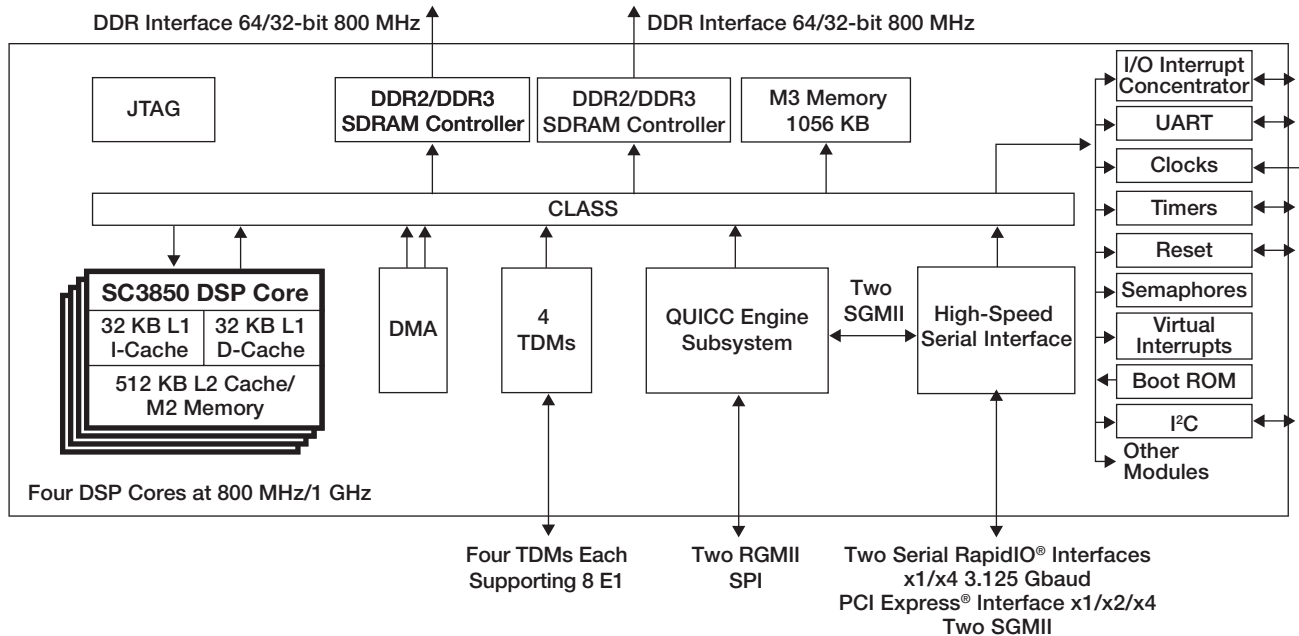 DDR Interface 64/32-bit 800 MHz
DDR Interface 64/32-bit 800 MHz
JTAG
DDR2/DDR3
SDRAM Controller
DDR2/DDR3
SDRAM Controller
M3 Memory
1056 KB
I/O Interrupt
Concentrator
UART
Clocks
Timers
Reset
Semaphores
Virtual
Interrupts
Boot ROM
I²C
Other
Modules
CLASS
SC3850 DSP Core
32 KB L1
I-Cache
32 KB L1
D-Cache
512 KB L2 Cache/
M2 Memory
DMA
4
TDMs
QUICC Engine
Subsystem
Two
SGMII
High-Speed
Serial Interface
Four DSP Cores at 800 MHz/1 GHz
Four TDMs Each
Supporting 8 E1
Two RGMII
SPI
Two Serial RapidIO® Interfaces
x1/x4 3.125 Gbaud
PCI Express® Interface x1/x2/x4
Two SGMII